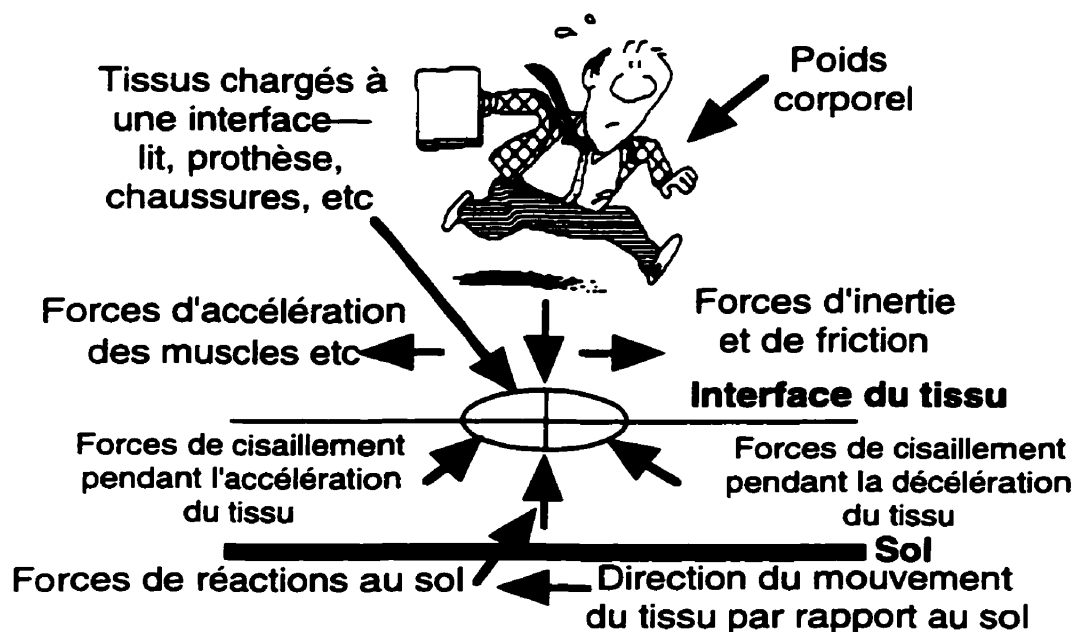 Tissus chargés à
une interface—
lit, prothèse,
chaussures, etc
Poids
corporel
Forces d'accélération
des muscles etc
Forces d'inertie
et de friction
Interface du tissu
Forces de cisaillement
pendant l'accélération
du tissu
Forces de cisaillement
pendant la décélération
du tissu
Sol
Forces de réactions au sol
Direction du mouvement
du tissu par rapport au sol